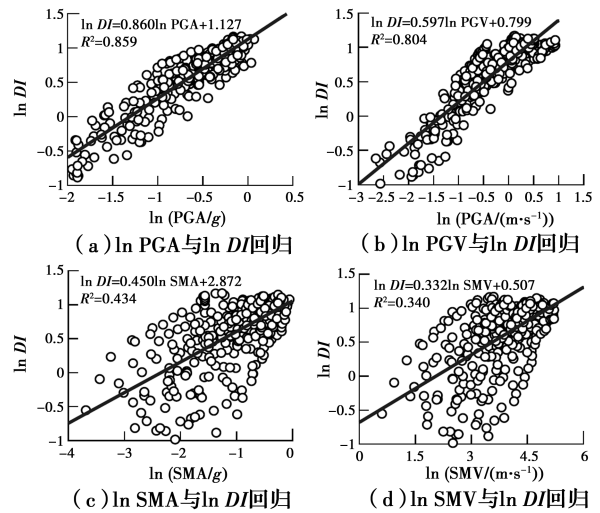 ln DI=0.860ln PGA+1.127
R²=0.859
1.5
1
0.5
0
−0.5
−1
ln DI
−2
−1.5
−1
−0.5
0
0.5
ln (PGA/g)
(a)ln PGA与ln DI回归
ln DI=0.597ln PGV+0.799
R²=0.804
1.5
1
0.5
0
−0.5
−1
ln DI
−3
−2.5
−2
−1.5
−1
−0.5
0
0.5
1
1.5
ln (PGA/(m·s⁻¹))
(b)ln PGV与ln DI回归
ln DI=0.450ln SMA+2.872
R²=0.434
1.5
1.0
0.5
0
−0.5
−1
ln DI
−4
−3
−2
−1
0
ln (SMA/g)
(c)ln SMA与ln DI回归
ln DI=0.332ln SMV+0.507
R²=0.340
1.5
1
0.5
0
−0.5
−1
ln DI
0
1.5
3
4.5
6
ln (SMV/(m·s⁻¹))
(d)ln SMV与ln DI回归